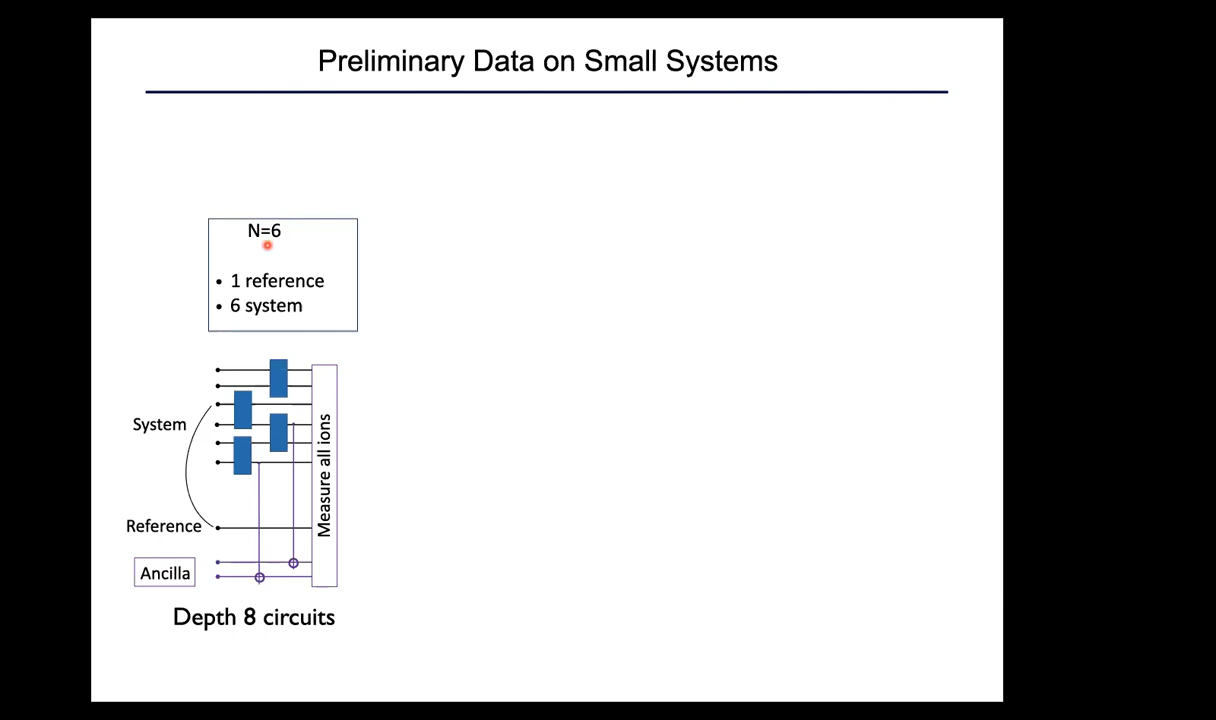 Preliminary Data on Small Systems
N=6
• 1 reference
• 6 system
System
Measure all ions
Reference
Ancilla
Depth 8 circuits